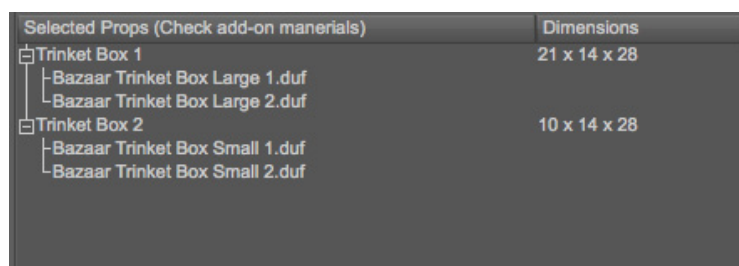 Selected Props (Check add-on manerials) Dimensions
Trinket Box 1 21 x 14 x 28
Bazaar Trinket Box Large 1.duf
Bazaar Trinket Box Large 2.duf
Trinket Box 2 10 x 14 x 28
Bazaar Trinket Box Small 1.duf
Bazaar Trinket Box Small 2.duf